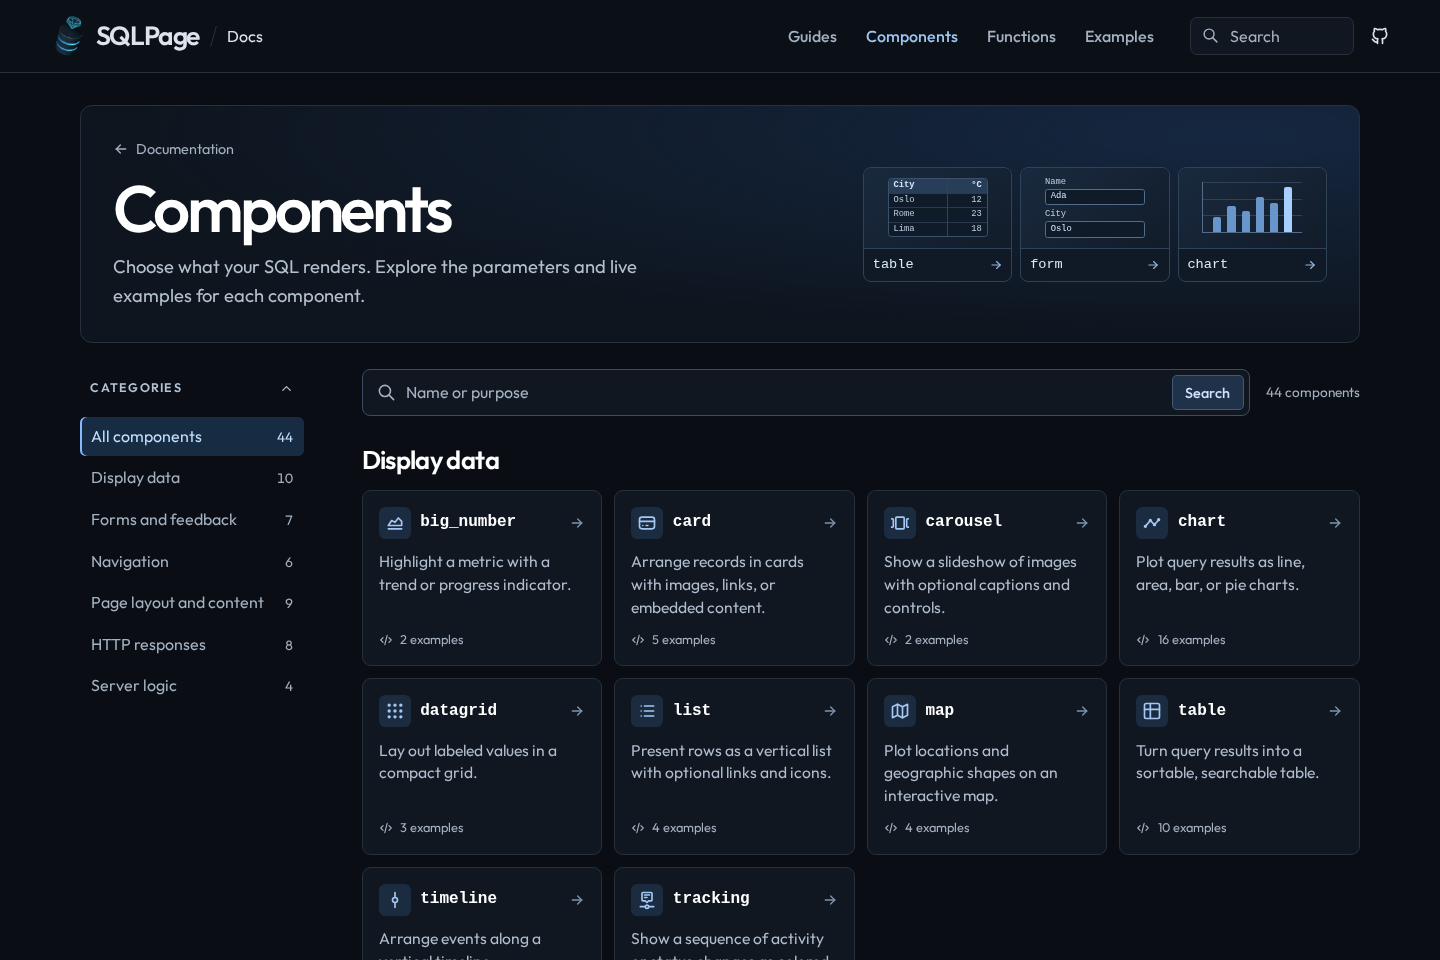 SQLPage / Docs
Guides Components Functions Examples Search
← Documentation
Components
Choose what your SQL renders. Explore the parameters and live
examples for each component.
City °C
Oslo 12
Rome 23
Lima 18
table →
Name
Ada
City
Oslo
form →
chart →
CATEGORIES
All components 44
Display data 10
Forms and feedback 7
Navigation 6
Page layout and content 9
HTTP responses 8
Server logic 4
Name or purpose Search 44 components
Display data
big_number →
Highlight a metric with a
trend or progress indicator.
2 examples
card →
Arrange records in cards
with images, links, or
embedded content.
5 examples
carousel →
Show a slideshow of images
with optional captions and
controls.
2 examples
chart →
Plot query results as line,
area, bar, or pie charts.
16 examples
datagrid →
Lay out labeled values in a
compact grid.
3 examples
list →
Present rows as a vertical list
with optional links and icons.
4 examples
map →
Plot locations and
geographic shapes on an
interactive map.
4 examples
table →
Turn query results into a
sortable, searchable table.
10 examples
timeline →
Arrange events along a
vertical timeline.
tracking →
Show a sequence of activity
or status changes as colored